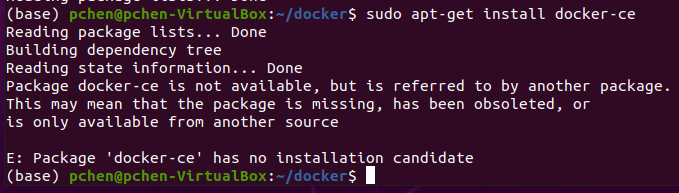 (base) pchen@pchen-VirtualBox:~/docker$ sudo apt-get install docker-ce
Reading package lists... Done
Building dependency tree
Reading state information... Done
Package docker-ce is not available, but is referred to by another package.
This may mean that the package is missing, has been obsoleted, or
is only available from another source

E: Package 'docker-ce' has no installation candidate
(base) pchen@pchen-VirtualBox:~/docker$